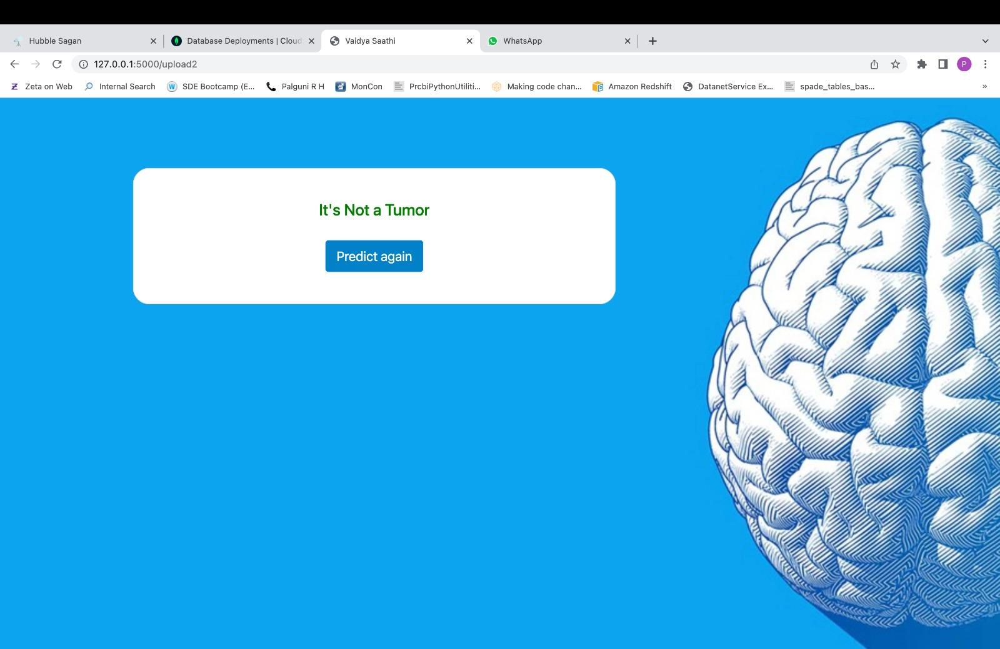 Hubble Sagan
Database Deployments | Cloud
Vaidya Saathi
WhatsApp
127.0.0.1:5000/upload2
P
Zeta on Web
Internal Search
SDE Bootcamp (E...
Palguni R H
MonCon
PrcbiPythonUtiliti...
Making code chan...
Amazon Redshift
DatanetService Ex...
spade_tables_bas...
It's Not a Tumor
Predict again